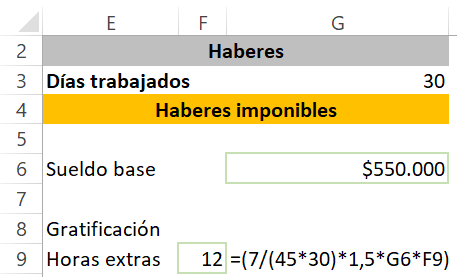 E F G
2 Haberes
3 Días trabajados 30
4 Haberes imponibles
5
6 Sueldo base $550.000
7
8 Gratificación
9 Horas extras 12 =(7/(45*30)*1,5*G6*F9)